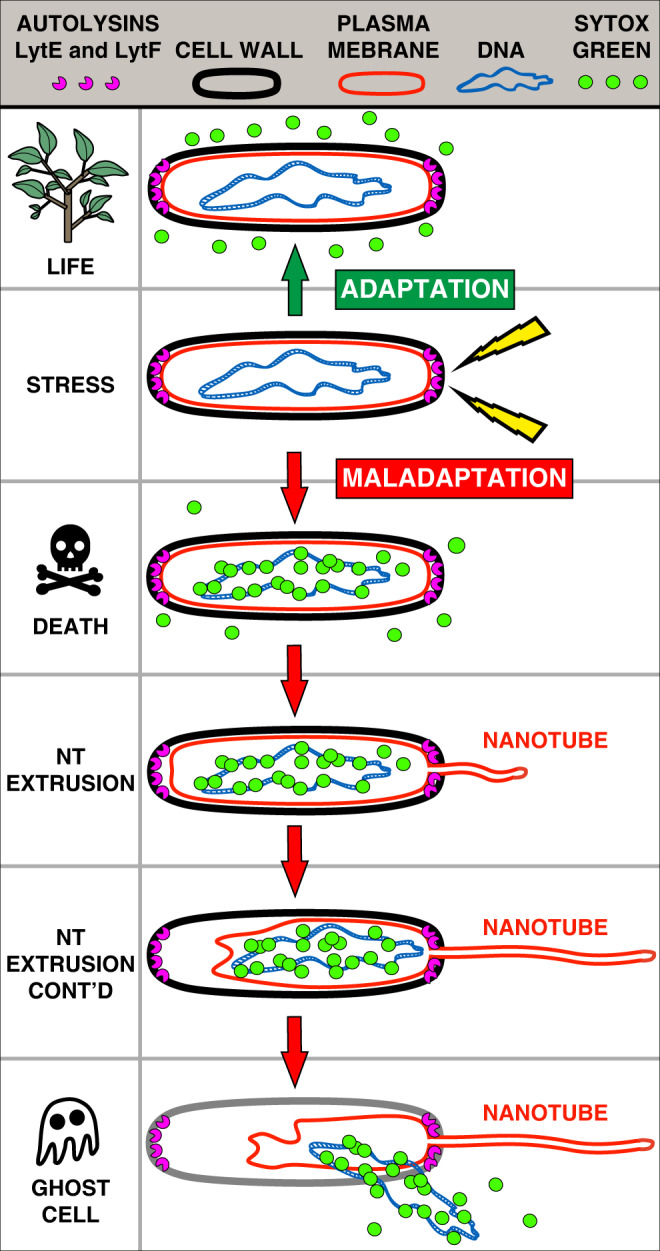 AUTOLYSINS
LytE and LytF
CELL WALL
PLASMA
MEBRANE
DNA
SYTOX
GREEN
LIFE
ADAPTATION
STRESS
MALADAPTATION
DEATH
NT
EXTRUSION
NANOTUBE
NT
EXTRUSION
CONT'D
NANOTUBE
GHOST
CELL
NANOTUBE